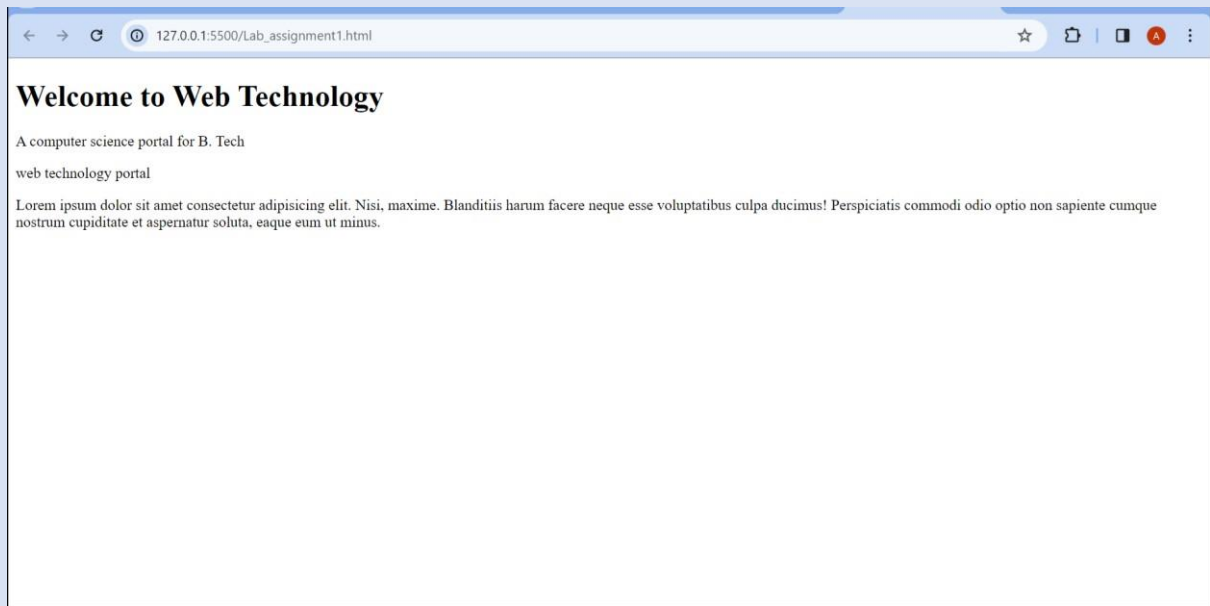 127.0.0.1:5500/Lab_assignment1.html
A
Welcome to Web Technology
A computer science portal for B. Tech
web technology portal
Lorem ipsum dolor sit amet consectetur adipisicing elit. Nisi, maxime. Blanditiis harum facere neque esse voluptatibus culpa ducimus! Perspiciatis commodi odio optio non sapiente cumque
nostrum cupiditate et aspernatur soluta, eaque eum ut minus.